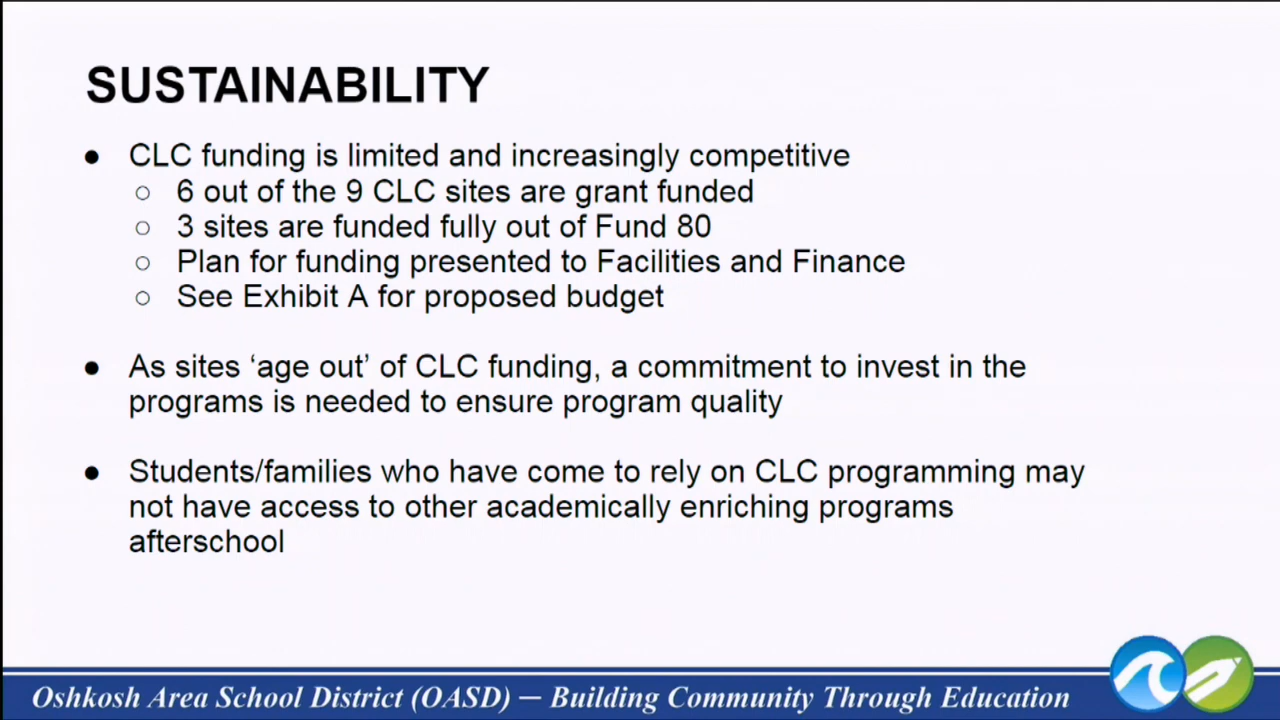 SUSTAINABILITY
● CLC funding is limited and increasingly competitive
○ 6 out of the 9 CLC sites are grant funded
○ 3 sites are funded fully out of Fund 80
○ Plan for funding presented to Facilities and Finance
○ See Exhibit A for proposed budget
● As sites ‘age out’ of CLC funding, a commitment to invest in the
programs is needed to ensure program quality
● Students/families who have come to rely on CLC programming may
not have access to other academically enriching programs
afterschool
Oshkosh Area School District (OASD) — Building Community Through Education